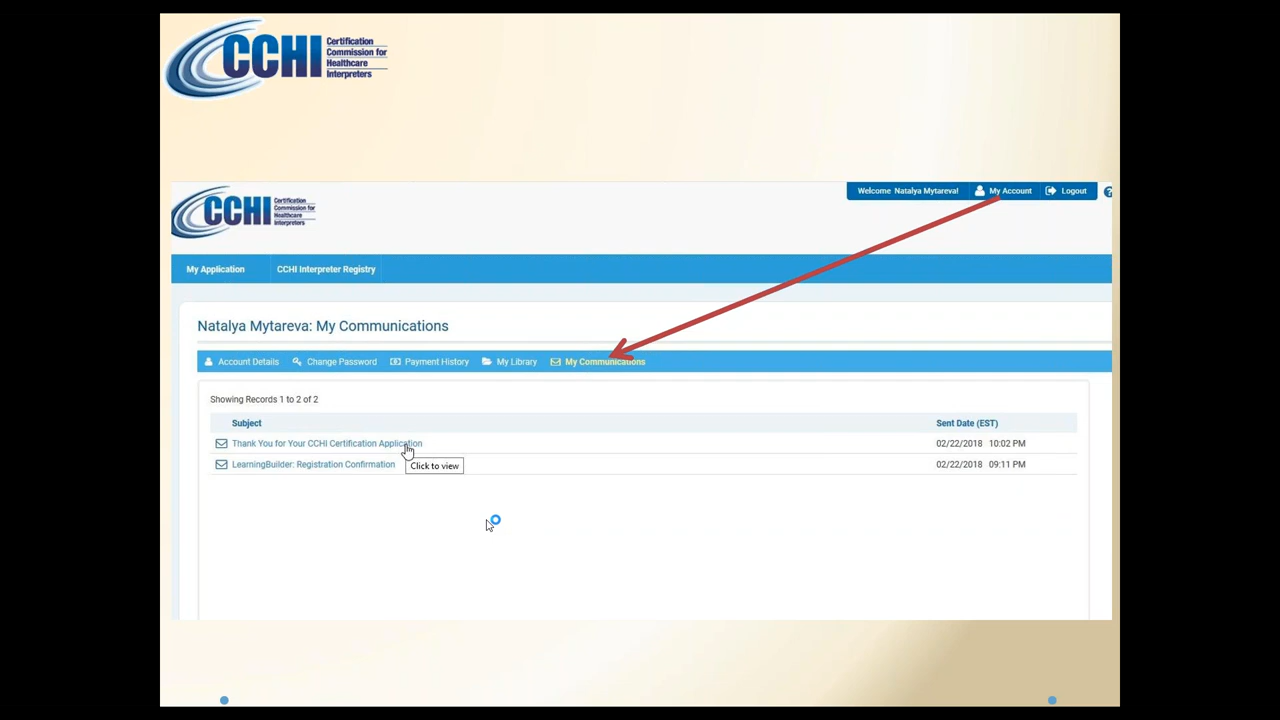 CCHI
Certification
Commission for
Healthcare
Interpreters
Welcome Natalya Mytareva!
My Account
Logout
?
CCHI
Certification
Commission for
Healthcare
Interpreters
My Application
CCHI Interpreter Registry
Natalya Mytareva: My Communications
Account Details
Change Password
Payment History
My Library
My Communications
Showing Records 1 to 2 of 2
Subject
Sent Date (EST)
Thank You for Your CCHI Certification Application
02/22/2018 10:02 PM
LearningBuilder: Registration Confirmation
02/22/2018 09:11 PM
Click to view